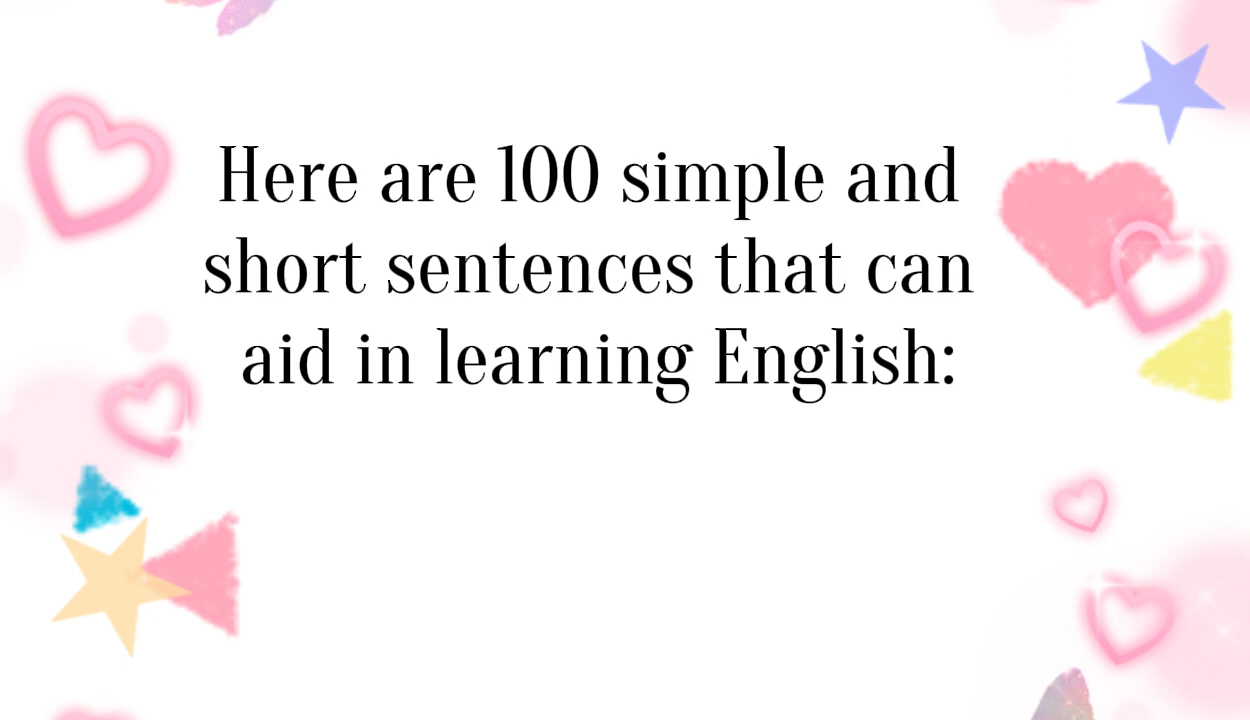 Here are 100 simple and
short sentences that can
aid in learning English: